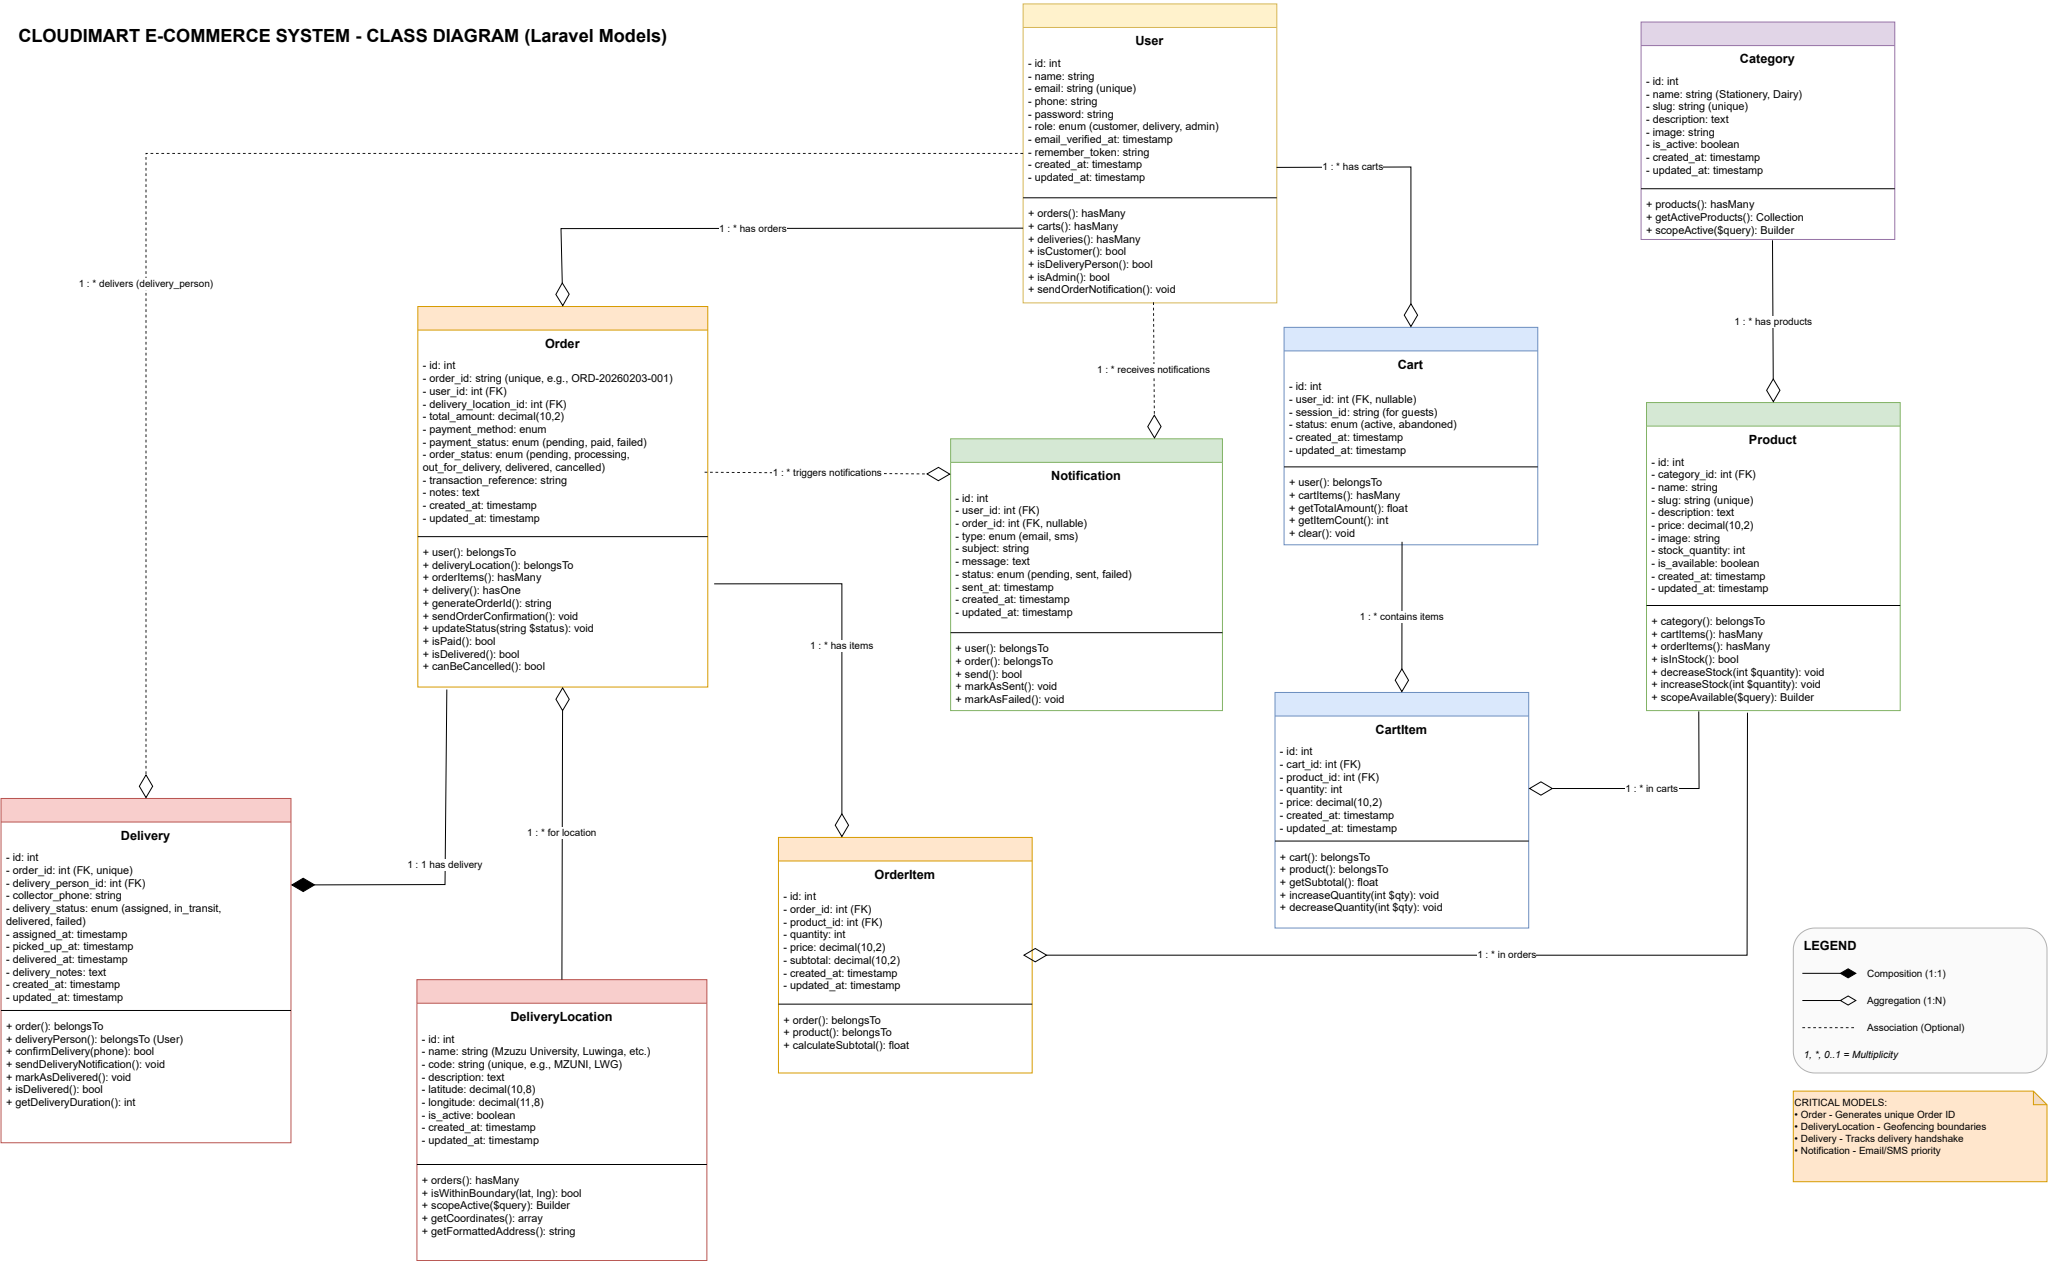 CLOUDIMART E-COMMERCE SYSTEM - CLASS DIAGRAM (Laravel Models)
User
- id: int
- name: string
- email: string (unique)
- phone: string
- password: string
- role: enum (customer, delivery, admin)
- email_verified_at: timestamp
- remember_token: string
- created_at: timestamp
- updated_at: timestamp
+ orders(): hasMany
+ carts(): hasMany
+ deliveries(): hasMany
+ isCustomer(): bool
+ isDeliveryPerson(): bool
+ isAdmin(): bool
+ sendOrderNotification(): void
Category
- id: int
- name: string (Stationery, Dairy)
- slug: string (unique)
- description: text
- image: string
- is_active: boolean
- created_at: timestamp
- updated_at: timestamp
+ products(): hasMany
+ getActiveProducts(): Collection
+ scopeActive($query): Builder
1 : * has carts
1 : * has orders
1 : * delivers (delivery_person)
1 : * has products
1 : * receives notifications
Order
- id: int
- order_id: string (unique, e.g., ORD-20260203-001)
- user_id: int (FK)
- delivery_location_id: int (FK)
- total_amount: decimal(10,2)
- payment_method: enum
- payment_status: enum (pending, paid, failed)
- order_status: enum (pending, processing,
out_for_delivery, delivered, cancelled)
- transaction_reference: string
- notes: text
- created_at: timestamp
- updated_at: timestamp
+ user(): belongsTo
+ deliveryLocation(): belongsTo
+ orderItems(): hasMany
+ delivery(): hasOne
+ generateOrderId(): string
+ sendOrderConfirmation(): void
+ updateStatus(string $status): void
+ isPaid(): bool
+ isDelivered(): bool
+ canBeCancelled(): bool
1 : * triggers notifications
Notification
- id: int
- user_id: int (FK)
- order_id: int (FK, nullable)
- type: enum (email, sms)
- subject: string
- message: text
- status: enum (pending, sent, failed)
- sent_at: timestamp
- created_at: timestamp
- updated_at: timestamp
+ user(): belongsTo
+ order(): belongsTo
+ send(): bool
+ markAsSent(): void
+ markAsFailed(): void
Cart
- id: int
- user_id: int (FK, nullable)
- session_id: string (for guests)
- status: enum (active, abandoned)
- created_at: timestamp
- updated_at: timestamp
+ user(): belongsTo
+ cartItems(): hasMany
+ getTotalAmount(): float
+ getItemCount(): int
+ clear(): void
Product
- id: int
- category_id: int (FK)
- name: string
- slug: string (unique)
- description: text
- price: decimal(10,2)
- image: string
- stock_quantity: int
- is_available: boolean
- created_at: timestamp
- updated_at: timestamp
+ category(): belongsTo
+ cartItems(): hasMany
+ orderItems(): hasMany
+ isInStock(): bool
+ decreaseStock(int $quantity): void
+ increaseStock(int $quantity): void
+ scopeAvailable($query): Builder
1 : * has items
1 : * contains items
CartItem
- id: int
- cart_id: int (FK)
- product_id: int (FK)
- quantity: int
- price: decimal(10,2)
- created_at: timestamp
- updated_at: timestamp
+ cart(): belongsTo
+ product(): belongsTo
+ getSubtotal(): float
+ increaseQuantity(int $qty): void
+ decreaseQuantity(int $qty): void
1 : * in carts
1 : * for location
1 : 1 has delivery
Delivery
- id: int
- order_id: int (FK, unique)
- delivery_person_id: int (FK)
- collector_phone: string
- delivery_status: enum (assigned, in_transit,
delivered, failed)
- assigned_at: timestamp
- picked_up_at: timestamp
- delivered_at: timestamp
- delivery_notes: text
- created_at: timestamp
- updated_at: timestamp
+ order(): belongsTo
+ deliveryPerson(): belongsTo (User)
+ confirmDelivery(phone): bool
+ sendDeliveryNotification(): void
+ markAsDelivered(): void
+ isDelivered(): bool
+ getDeliveryDuration(): int
OrderItem
- id: int
- order_id: int (FK)
- product_id: int (FK)
- quantity: int
- price: decimal(10,2)
- subtotal: decimal(10,2)
- created_at: timestamp
- updated_at: timestamp
+ order(): belongsTo
+ product(): belongsTo
+ calculateSubtotal(): float
1 : * in orders
DeliveryLocation
- id: int
- name: string (Mzuzu University, Luwinga, etc.)
- code: string (unique, e.g., MZUNI, LWG)
- description: text
- latitude: decimal(10,8)
- longitude: decimal(11,8)
- is_active: boolean
- created_at: timestamp
- updated_at: timestamp
+ orders(): hasMany
+ isWithinBoundary(lat, lng): bool
+ scopeActive($query): Builder
+ getCoordinates(): array
+ getFormattedAddress(): string
LEGEND
Composition (1:1)
Aggregation (1:N)
Association (Optional)
1, *, 0..1 = Multiplicity
CRITICAL MODELS:
• Order - Generates unique Order ID
• DeliveryLocation - Geofencing boundaries
• Delivery - Tracks delivery handshake
• Notification - Email/SMS priority